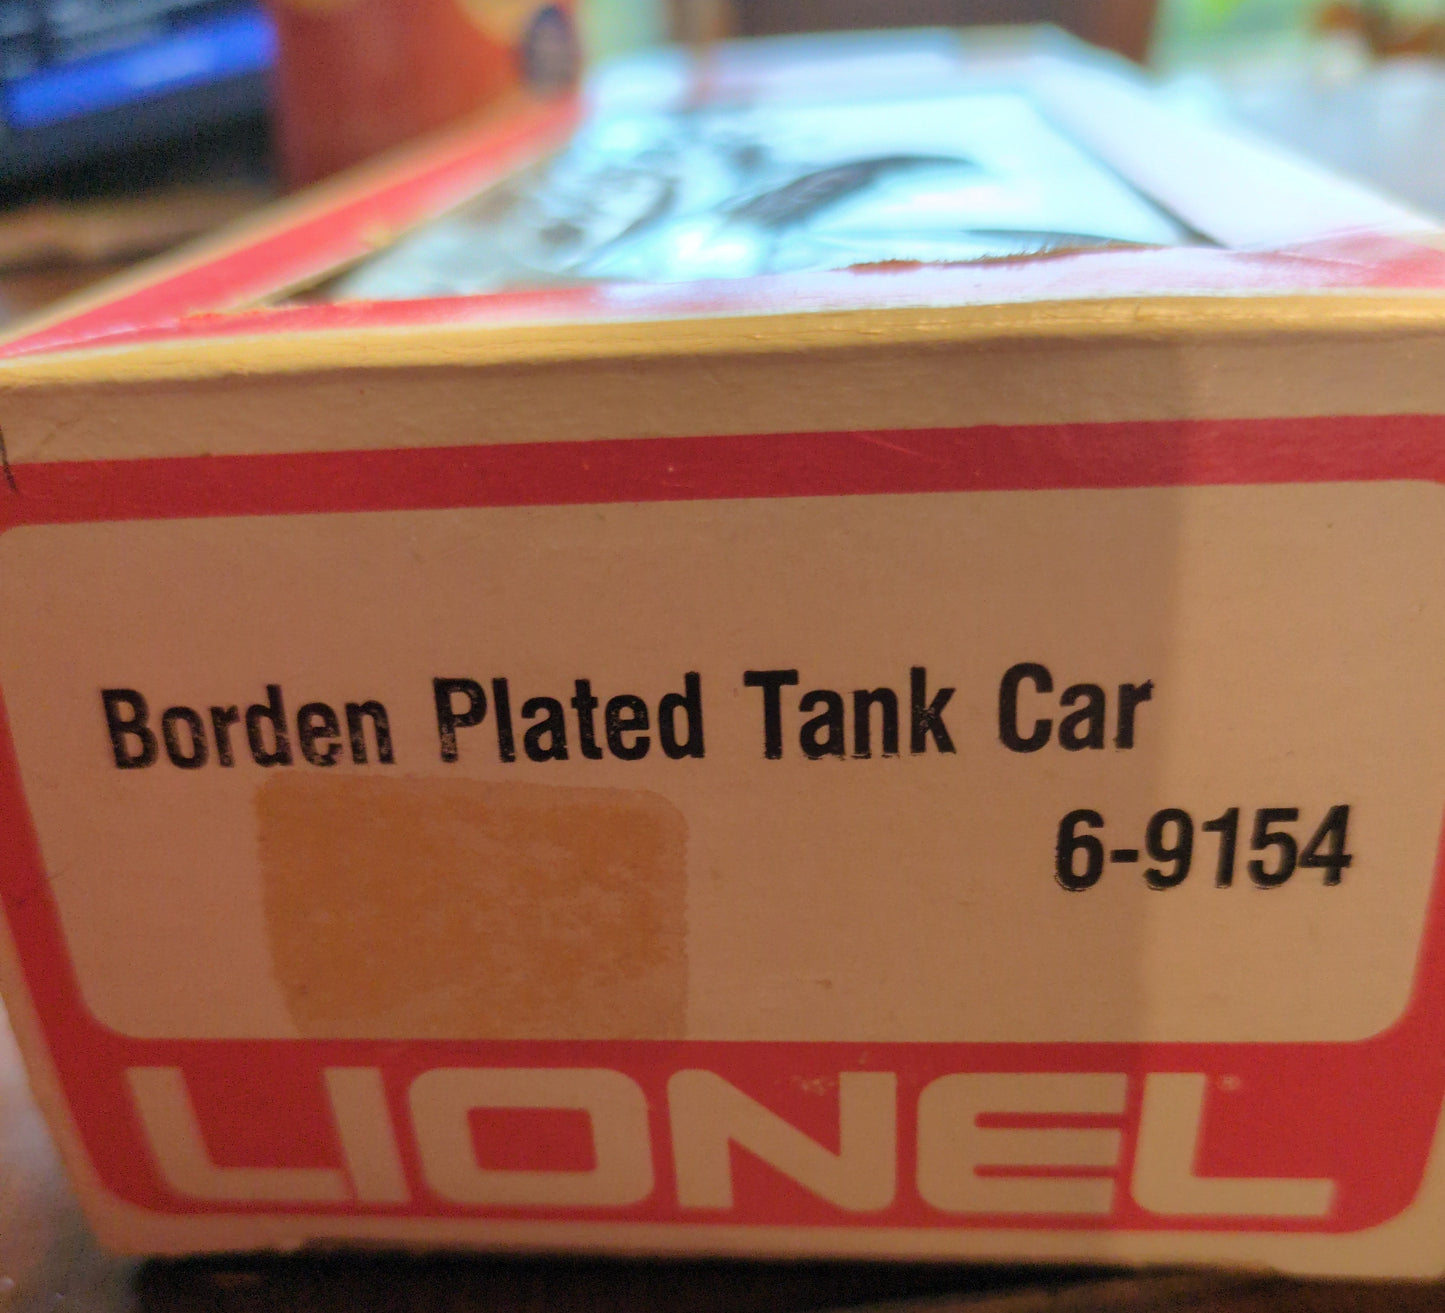 Borden Plated Tank Car
6-9154
LIONEL